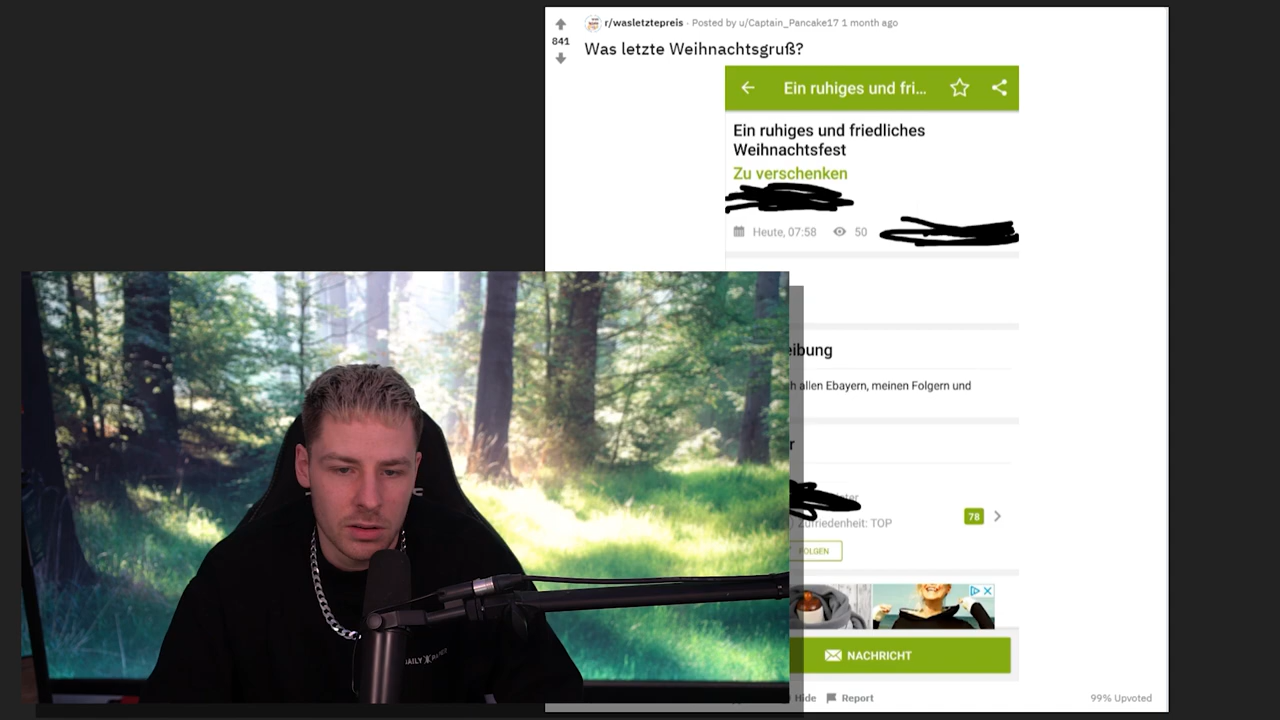 r/wasletztepreis · Posted by u/Captain_Pancake17 1 month ago
841
Was letzte Weihnachtsgruß?
Ein ruhiges und fri...
Ein ruhiges und friedliches
Weihnachtsfest
Zu verschenken
Heute, 07:58 50
eibung
h allen Ebayern, meinen Folgern und
r
Zufriedenheit: TOP
78
FOLGEN
NACHRICHT
Hide Report 99% Upvoted